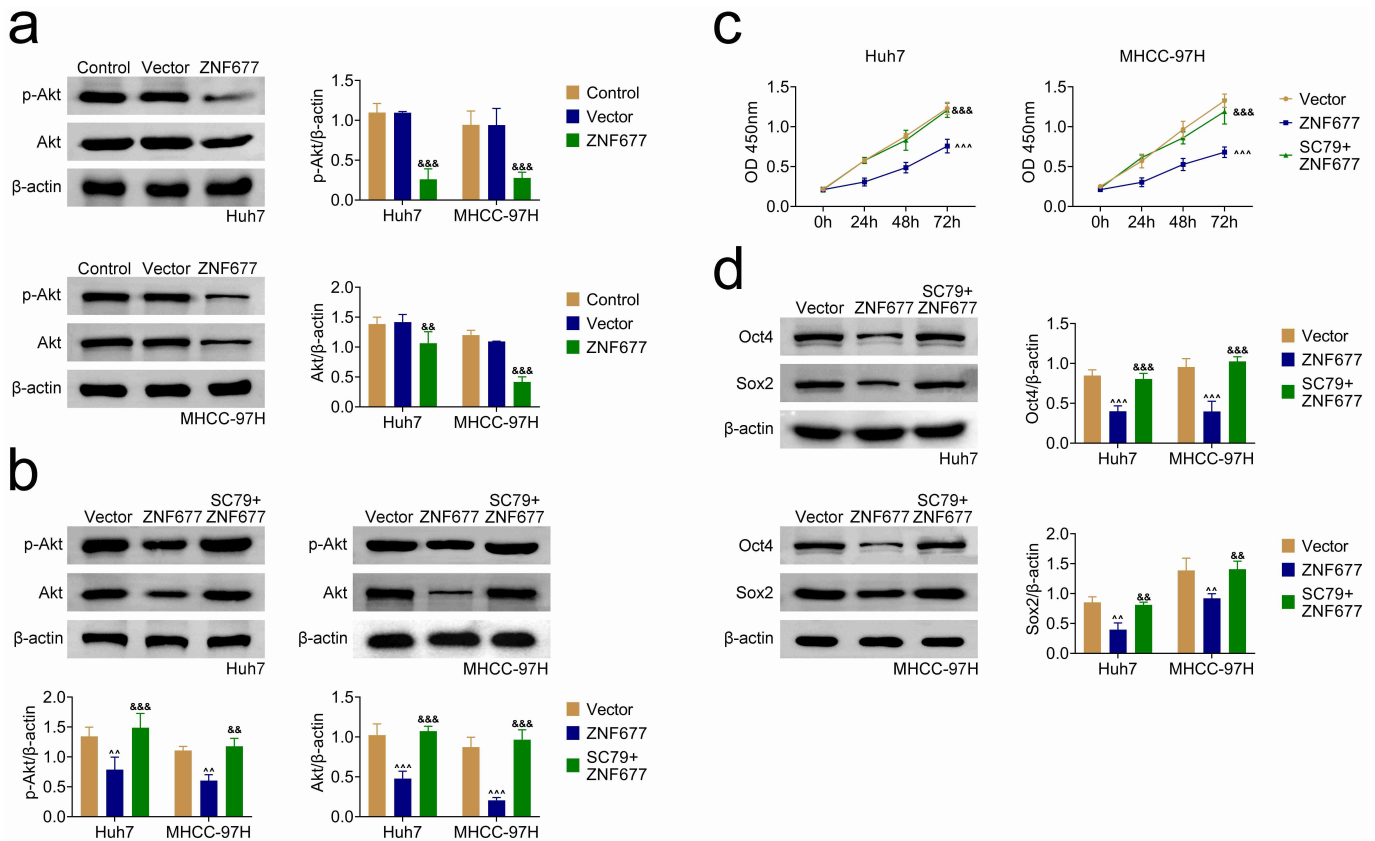 a
Control Vector ZNF677
p-Akt
Akt
β-actin
Huh7
1.5
1.0
0.5
0.0
p-Akt/β-actin
&&&
&&&
Huh7 MHCC-97H
Control
Vector
ZNF677
Control Vector ZNF677
p-Akt
Akt
β-actin
MHCC-97H
2.0
1.5
1.0
0.5
0.0
Akt/β-actin
&&
&&&
Huh7 MHCC-97H
Control
Vector
ZNF677
b
SC79+
Vector ZNF677 ZNF677
p-Akt
Akt
β-actin
Huh7
SC79+
Vector ZNF677 ZNF677
p-Akt
Akt
β-actin
MHCC-97H
2.0
1.5
1.0
0.5
0.0
p-Akt/β-actin
^^
&&&
^^
&&
Huh7 MHCC-97H
1.5
1.0
0.5
0.0
Akt/β-actin
^^^
&&&
^^^
&&&
Huh7 MHCC-97H
Vector
ZNF677
SC79+
ZNF677
c
Huh7
1.5
1.0
0.5
0.0
OD 450nm
&&&
^^^
0h 24h 48h 72h
MHCC-97H
1.5
1.0
0.5
0.0
OD 450nm
&&&
^^^
0h 24h 48h 72h
Vector
ZNF677
SC79+
ZNF677
d
SC79+
Vector ZNF677 ZNF677
Oct4
Sox2
β-actin
Huh7
1.5
1.0
0.5
0.0
Oct4/β-actin
^^^
&&&
^^^
&&&
Huh7 MHCC-97H
Vector
ZNF677
SC79+
ZNF677
SC79+
Vector ZNF677 ZNF677
Oct4
Sox2
β-actin
MHCC-97H
2.0
1.5
1.0
0.5
0.0
Sox2/β-actin
^^
&&
^^
&&
Huh7 MHCC-97H
Vector
ZNF677
SC79+
ZNF677